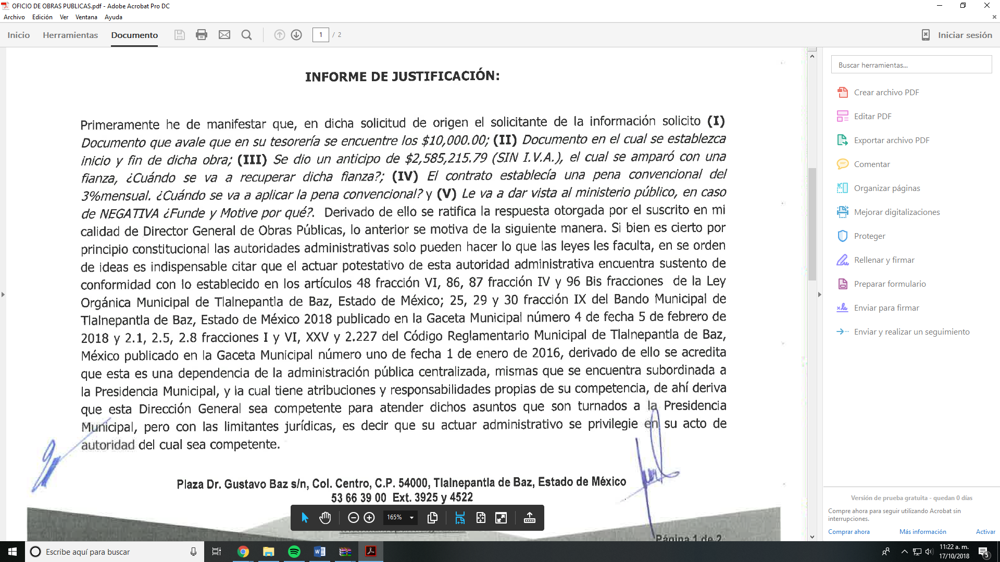 OFICIO DE OBRAS PUBLICAS.pdf - Adobe Acrobat Pro DC
Archivo Edición Ver Ventana Ayuda
Inicio Herramientas Documento 1 / 2 Iniciar sesión
INFORME DE JUSTIFICACIÓN:
Primeramente he de manifestar que, en dicha solicitud de origen el solicitante de la información solicito (I)
Documento que avale que en su tesorería se encuentre los $10,000.00; (II) Documento en el cual se establezca
inicio y fin de dicha obra; (III) Se dio un anticipo de $2,585,215.79 (SIN I.V.A.), el cual se amparó con una
fianza, ¿Cuándo se va a recuperar dicha fianza?; (IV) El contrato establecía una pena convencional del
3%mensual. ¿Cuándo se va a aplicar la pena convencional? y (V) Le va a dar vista al ministerio público, en caso
de NEGATIVA ¿Funde y Motive por qué?. Derivado de ello se ratifica la respuesta otorgada por el suscrito en mi
calidad de Director General de Obras Públicas, lo anterior se motiva de la siguiente manera. Si bien es cierto por
principio constitucional las autoridades administrativas solo pueden hacer lo que las leyes les faculta, en se orden
de ideas es indispensable citar que el actuar potestativo de esta autoridad administrativa encuentra sustento de
conformidad con lo establecido en los artículos 48 fracción VI, 86, 87 fracción IV y 96 Bis fracciones de la Ley
Orgánica Municipal de Tlalnepantla de Baz, Estado de México; 25, 29 y 30 fracción IX del Bando Municipal de
Tlalnepantla de Baz, Estado de México 2018 publicado en la Gaceta Municipal número 4 de fecha 5 de febrero de
2018 y 2.1, 2.5, 2.8 fracciones I y VI, XXV y 2.227 del Código Reglamentario Municipal de Tlalnepantla de Baz,
México publicado en la Gaceta Municipal número uno de fecha 1 de enero de 2016, derivado de ello se acredita
que esta es una dependencia de la administración pública centralizada, mismas que se encuentra subordinada a
la Presidencia Municipal, y la cual tiene atribuciones y responsabilidades propias de su competencia, de ahí deriva
que esta Dirección General sea competente para atender dichos asuntos que son turnados a la Presidencia
Municipal, pero con las limitantes jurídicas, es decir que su actuar administrativo se privilegie en su acto de
autoridad del cual sea competente.
Plaza Dr. Gustavo Baz s/n, Col. Centro, C.P. 54000, Tlalnepantla de Baz, Estado de México
53 66 39 00 Ext. 3925 y 4522
165%
Página 1 de 2
Buscar herramientas...
Crear archivo PDF
Editar PDF
Exportar archivo PDF
Comentar
Organizar páginas
Mejorar digitalizaciones
Proteger
Rellenar y firmar
Preparar formulario
Enviar para firmar
Enviar y realizar un seguimiento
Versión de prueba gratuita - quedan 0 días
Compre ahora para seguir utilizando Acrobat sin
interrupciones.
Comprar ahora Más información Activar
Escribe aquí para buscar
11:22 a. m.
17/10/2018
5